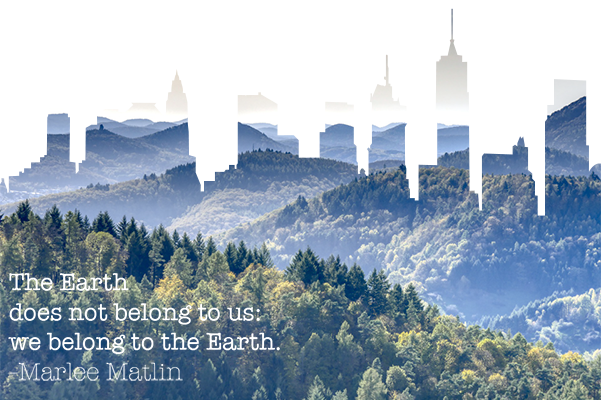 The Earth
does not belong to us:
we belong to the Earth.
-Marlee Matlin